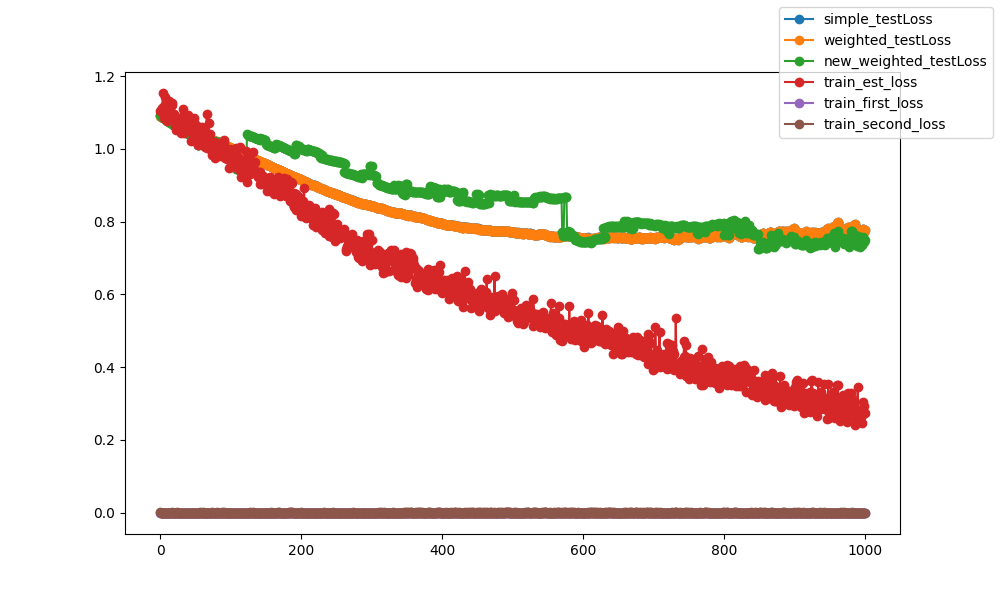 simple_testLoss
weighted_testLoss
new_weighted_testLoss
train_est_loss
train_first_loss
train_second_loss
1.2
1.0
0.8
0.6
0.4
0.2
0.0
0 200 400 600 800 1000